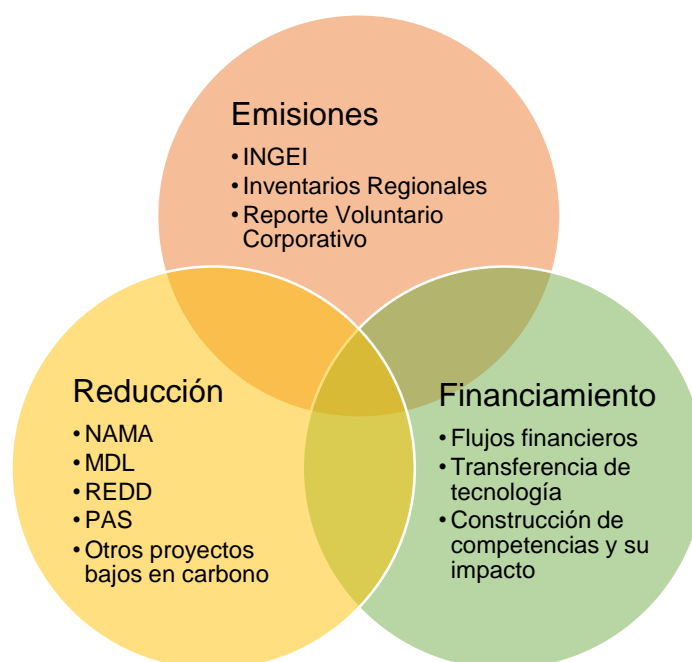 Emisiones
• INGEI
• Inventarios Regionales
• Reporte Voluntario
Corporativo
Reducción
• NAMA
• MDL
• REDD
• PAS
• Otros proyectos
bajos en carbono
Financiamiento
• Flujos financieros
• Transferencia de
tecnología
• Construcción de
competencias y su
impacto